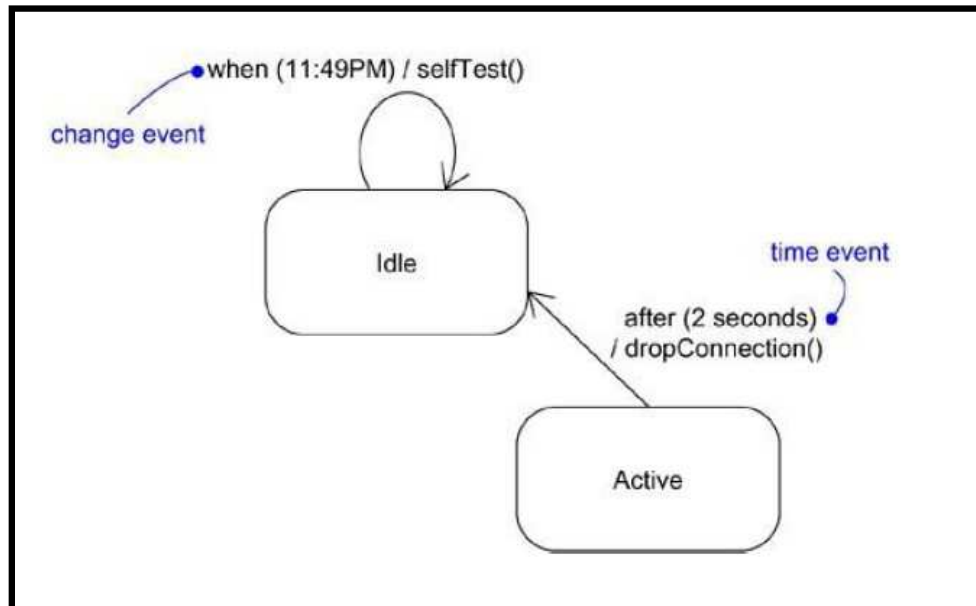 when (11:49PM) / selfTest()
change event
Idle
time event
after (2 seconds)
/ dropConnection()
Active